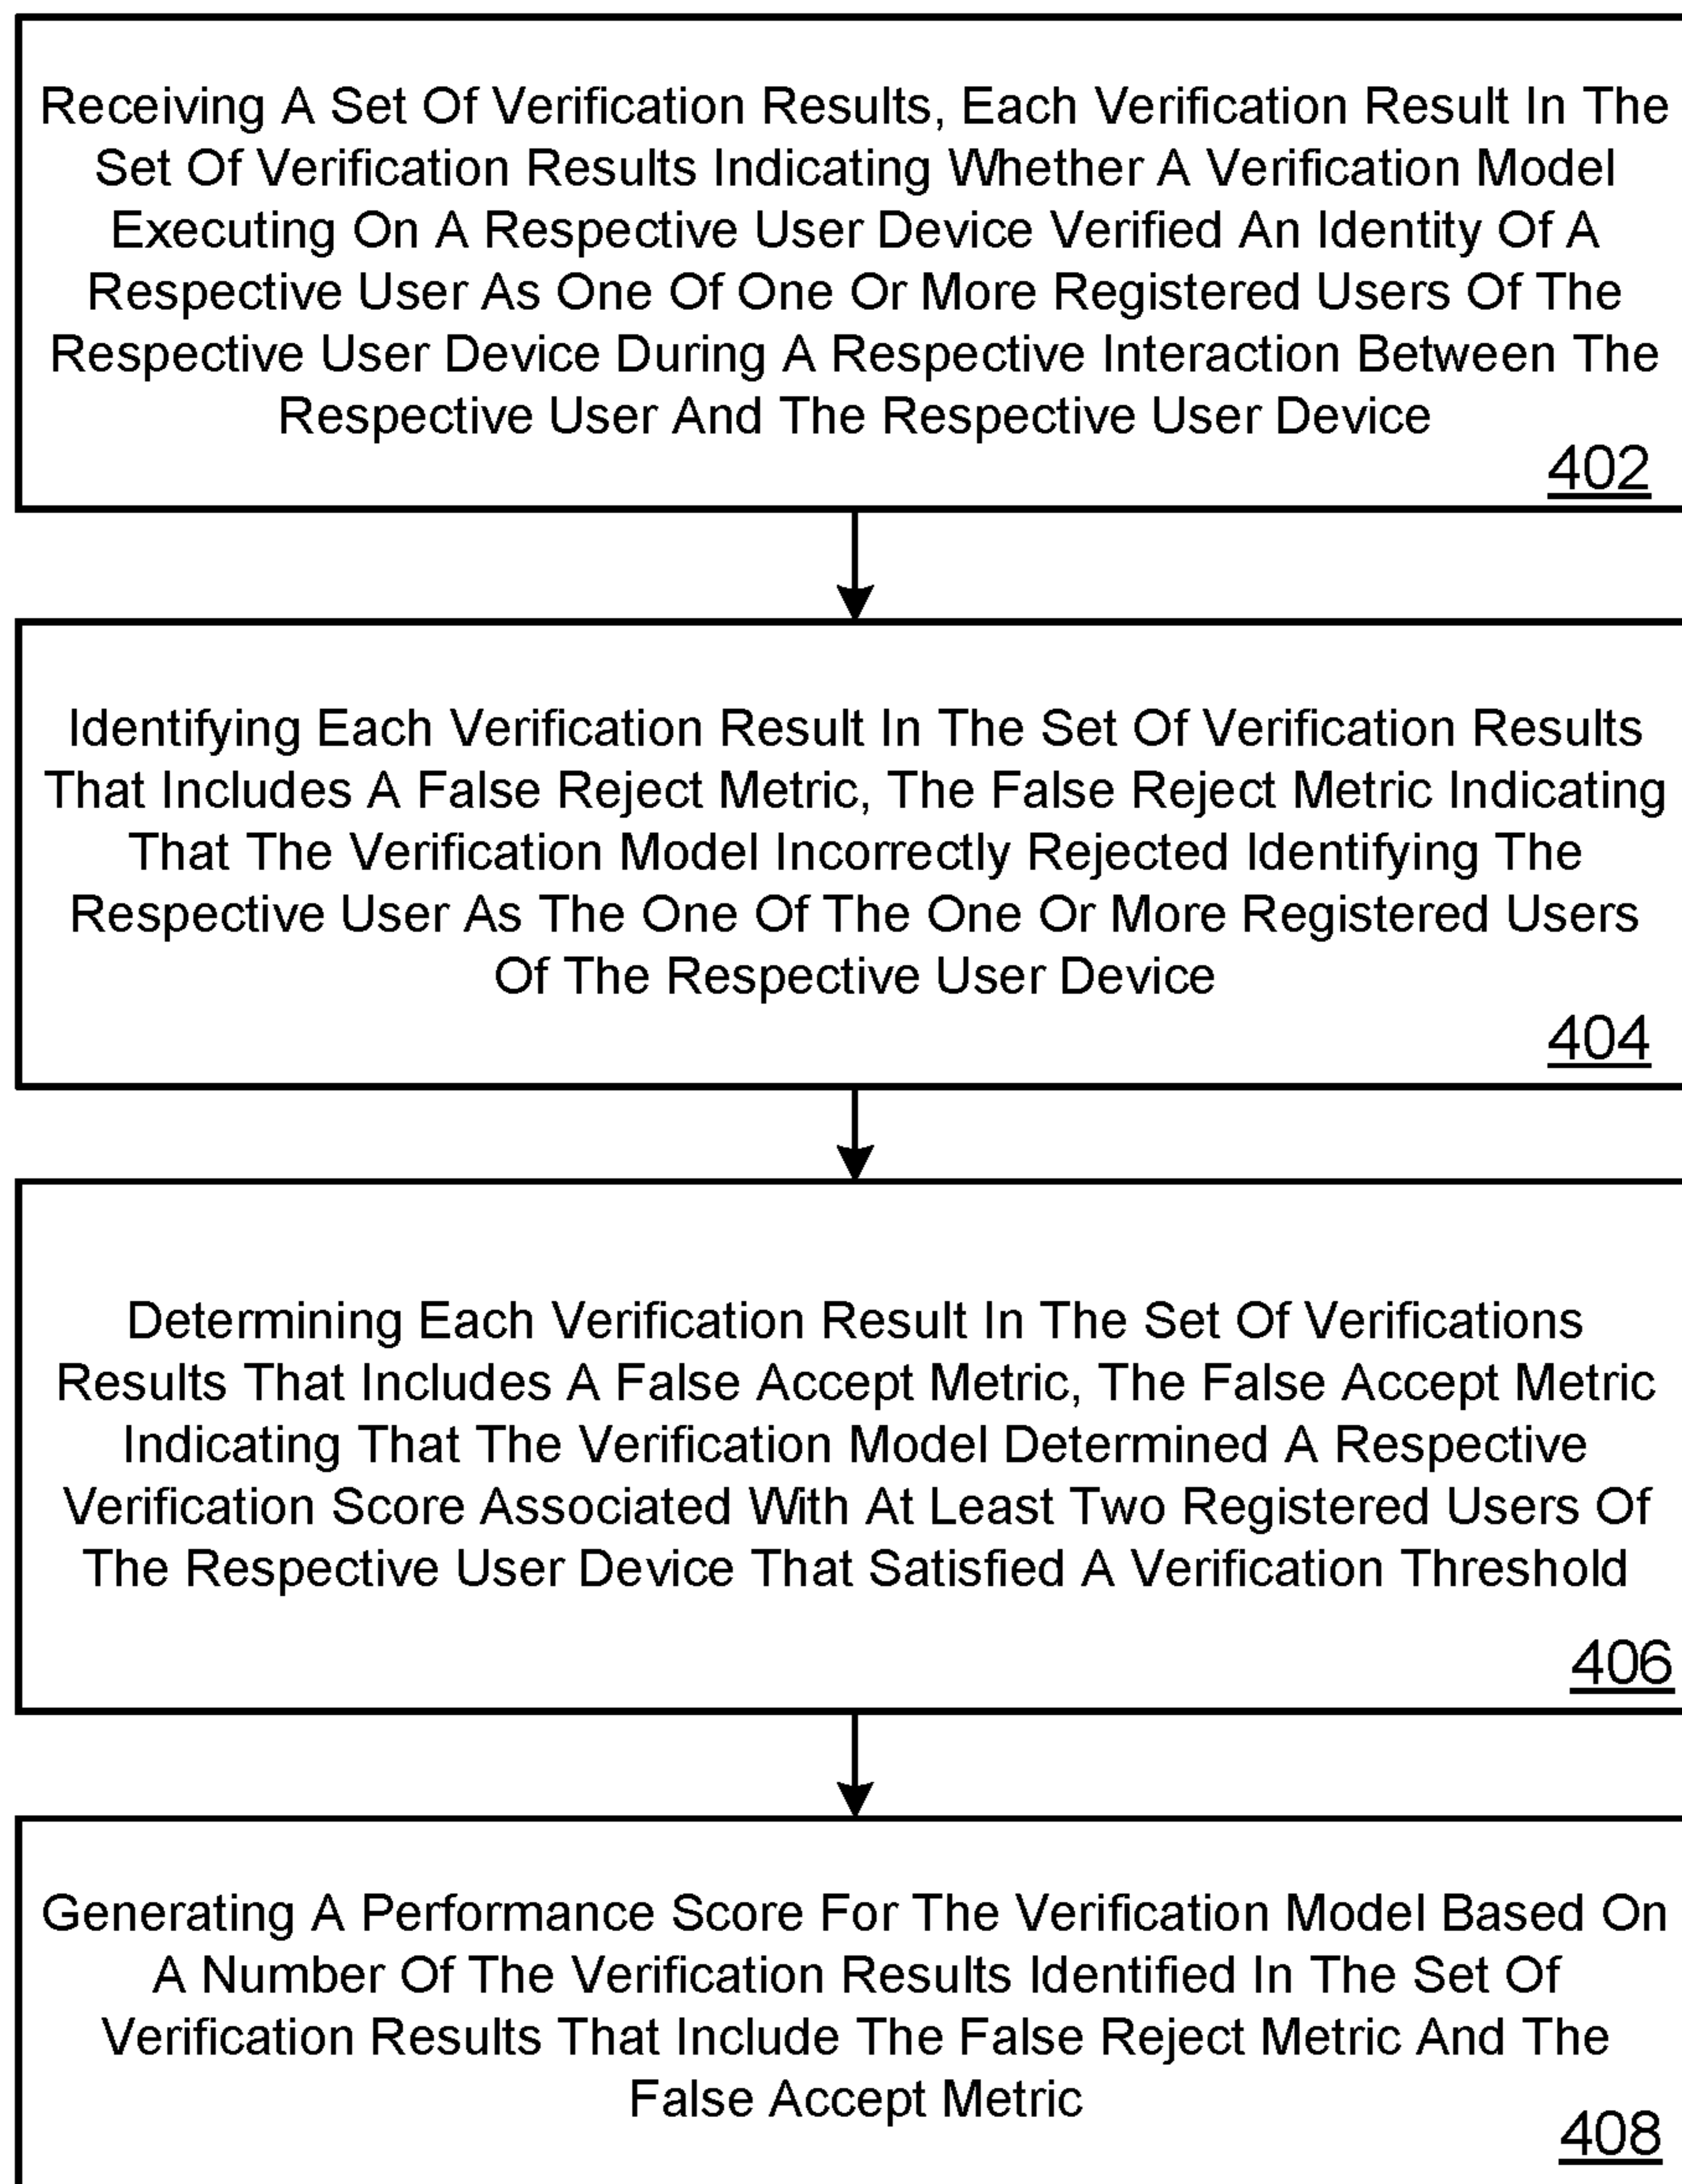 Receiving A Set Of Verification Results, Each Verification Result In The
Set Of Verification Results Indicating Whether A Verification Model
Executing On A Respective User Device Verified An Identity Of A
Respective User As One Of One Or More Registered Users Of The
Respective User Device During A Respective Interaction Between The
Respective User And The Respective User Device
402
Identifying Each Verification Result In The Set Of Verification Results
That Includes A False Reject Metric, The False Reject Metric Indicating
That The Verification Model Incorrectly Rejected Identifying The
Respective User As The One Of The One Or More Registered Users
Of The Respective User Device
404
Determining Each Verification Result In The Set Of Verifications
Results That Includes A False Accept Metric, The False Accept Metric
Indicating That The Verification Model Determined A Respective
Verification Score Associated With At Least Two Registered Users Of
The Respective User Device That Satisfied A Verification Threshold
406
Generating A Performance Score For The Verification Model Based On
A Number Of The Verification Results Identified In The Set Of
Verification Results That Include The False Reject Metric And The
False Accept Metric
408